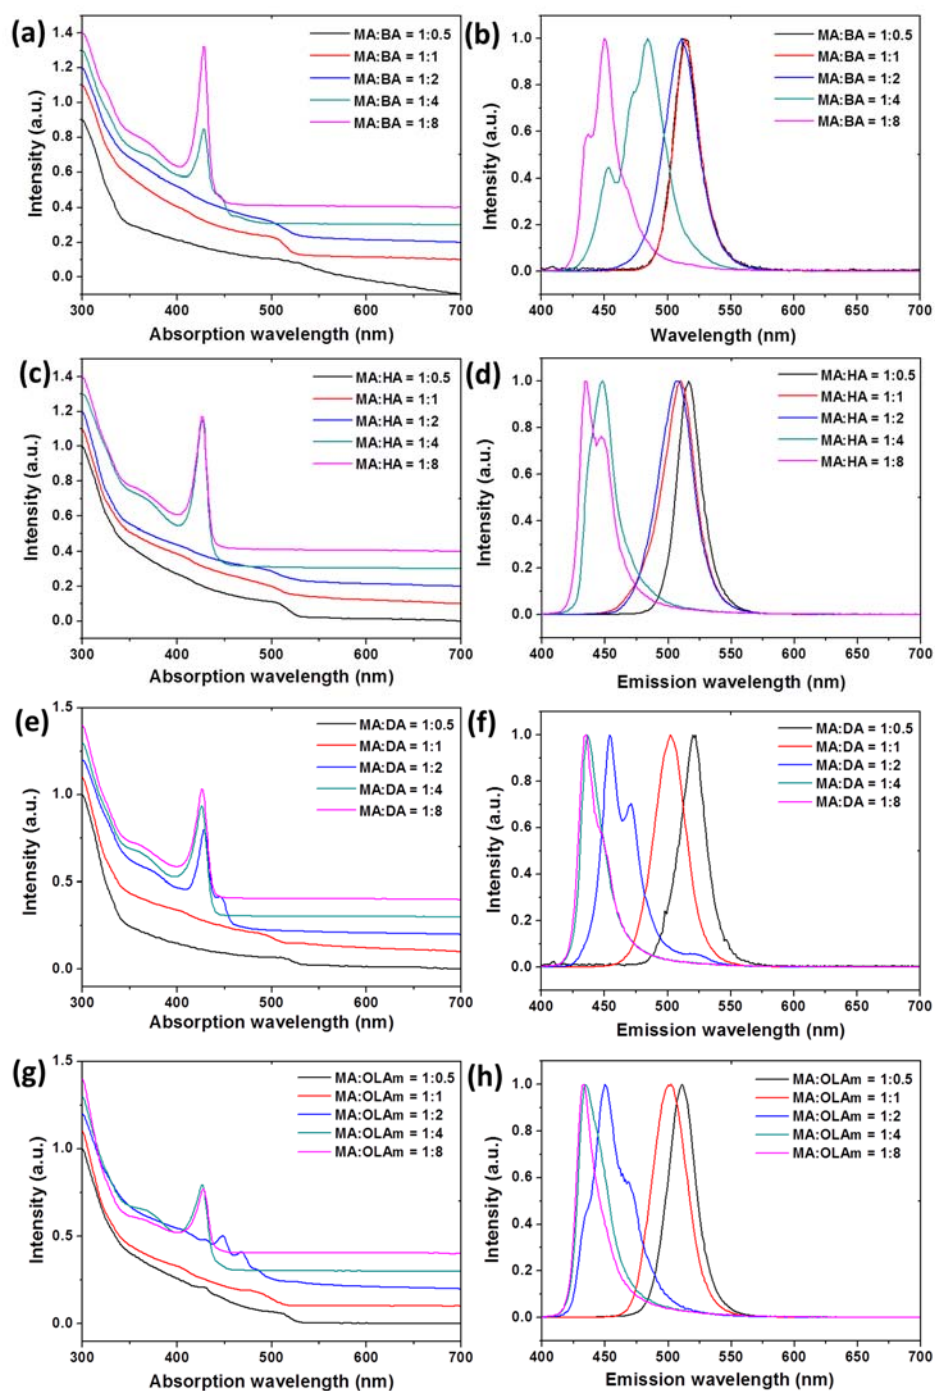 (a)
MA:BA = 1:0.5
MA:BA = 1:1
MA:BA = 1:2
MA:BA = 1:4
MA:BA = 1:8
Intensity (a.u.)
1.4
1.2
1.0
0.8
0.6
0.4
0.2
0.0
300 400 500 600 700
Absorption wavelength (nm)
(b)
MA:BA = 1:0.5
MA:BA = 1:1
MA:BA = 1:2
MA:BA = 1:4
MA:BA = 1:8
Intensity (a.u.)
1.0
0.8
0.6
0.4
0.2
0.0
400 450 500 550 600 650 700
Wavelength (nm)
(c)
MA:HA = 1:0.5
MA:HA = 1:1
MA:HA = 1:2
MA:HA = 1:4
MA:HA = 1:8
Intensity (a.u.)
1.4
1.2
1.0
0.8
0.6
0.4
0.2
0.0
300 400 500 600 700
Absorption wavelength (nm)
(d)
MA:HA = 1:0.5
MA:HA = 1:1
MA:HA = 1:2
MA:HA = 1:4
MA:HA = 1:8
Intensity (a.u.)
1.0
0.8
0.6
0.4
0.2
0.0
400 450 500 550 600 650 700
Emission wavelength (nm)
(e)
MA:DA = 1:0.5
MA:DA = 1:1
MA:DA = 1:2
MA:DA = 1:4
MA:DA = 1:8
Intensity (a.u.)
1.5
1.0
0.5
0.0
300 400 500 600 700
Absorption wavelength (nm)
(f)
MA:DA = 1:0.5
MA:DA = 1:1
MA:DA = 1:2
MA:DA = 1:4
MA:DA = 1:8
Intensity (a.u.)
1.0
0.8
0.6
0.4
0.2
0.0
400 450 500 550 600 650 700
Emission wavelength (nm)
(g)
MA:OLAm = 1:0.5
MA:OLAm = 1:1
MA:OLAm = 1:2
MA:OLAm = 1:4
MA:OLAm = 1:8
Intensity (a.u.)
1.5
1.0
0.5
0.0
300 400 500 600 700
Absorption wavelength (nm)
(h)
MA:OLAm = 1:0.5
MA:OLAm = 1:1
MA:OLAm = 1:2
MA:OLAm = 1:4
MA:OLAm = 1:8
Intensity (a.u.)
1.0
0.8
0.6
0.4
0.2
0.0
400 450 500 550 600 650 700
Emission wavelength (nm)